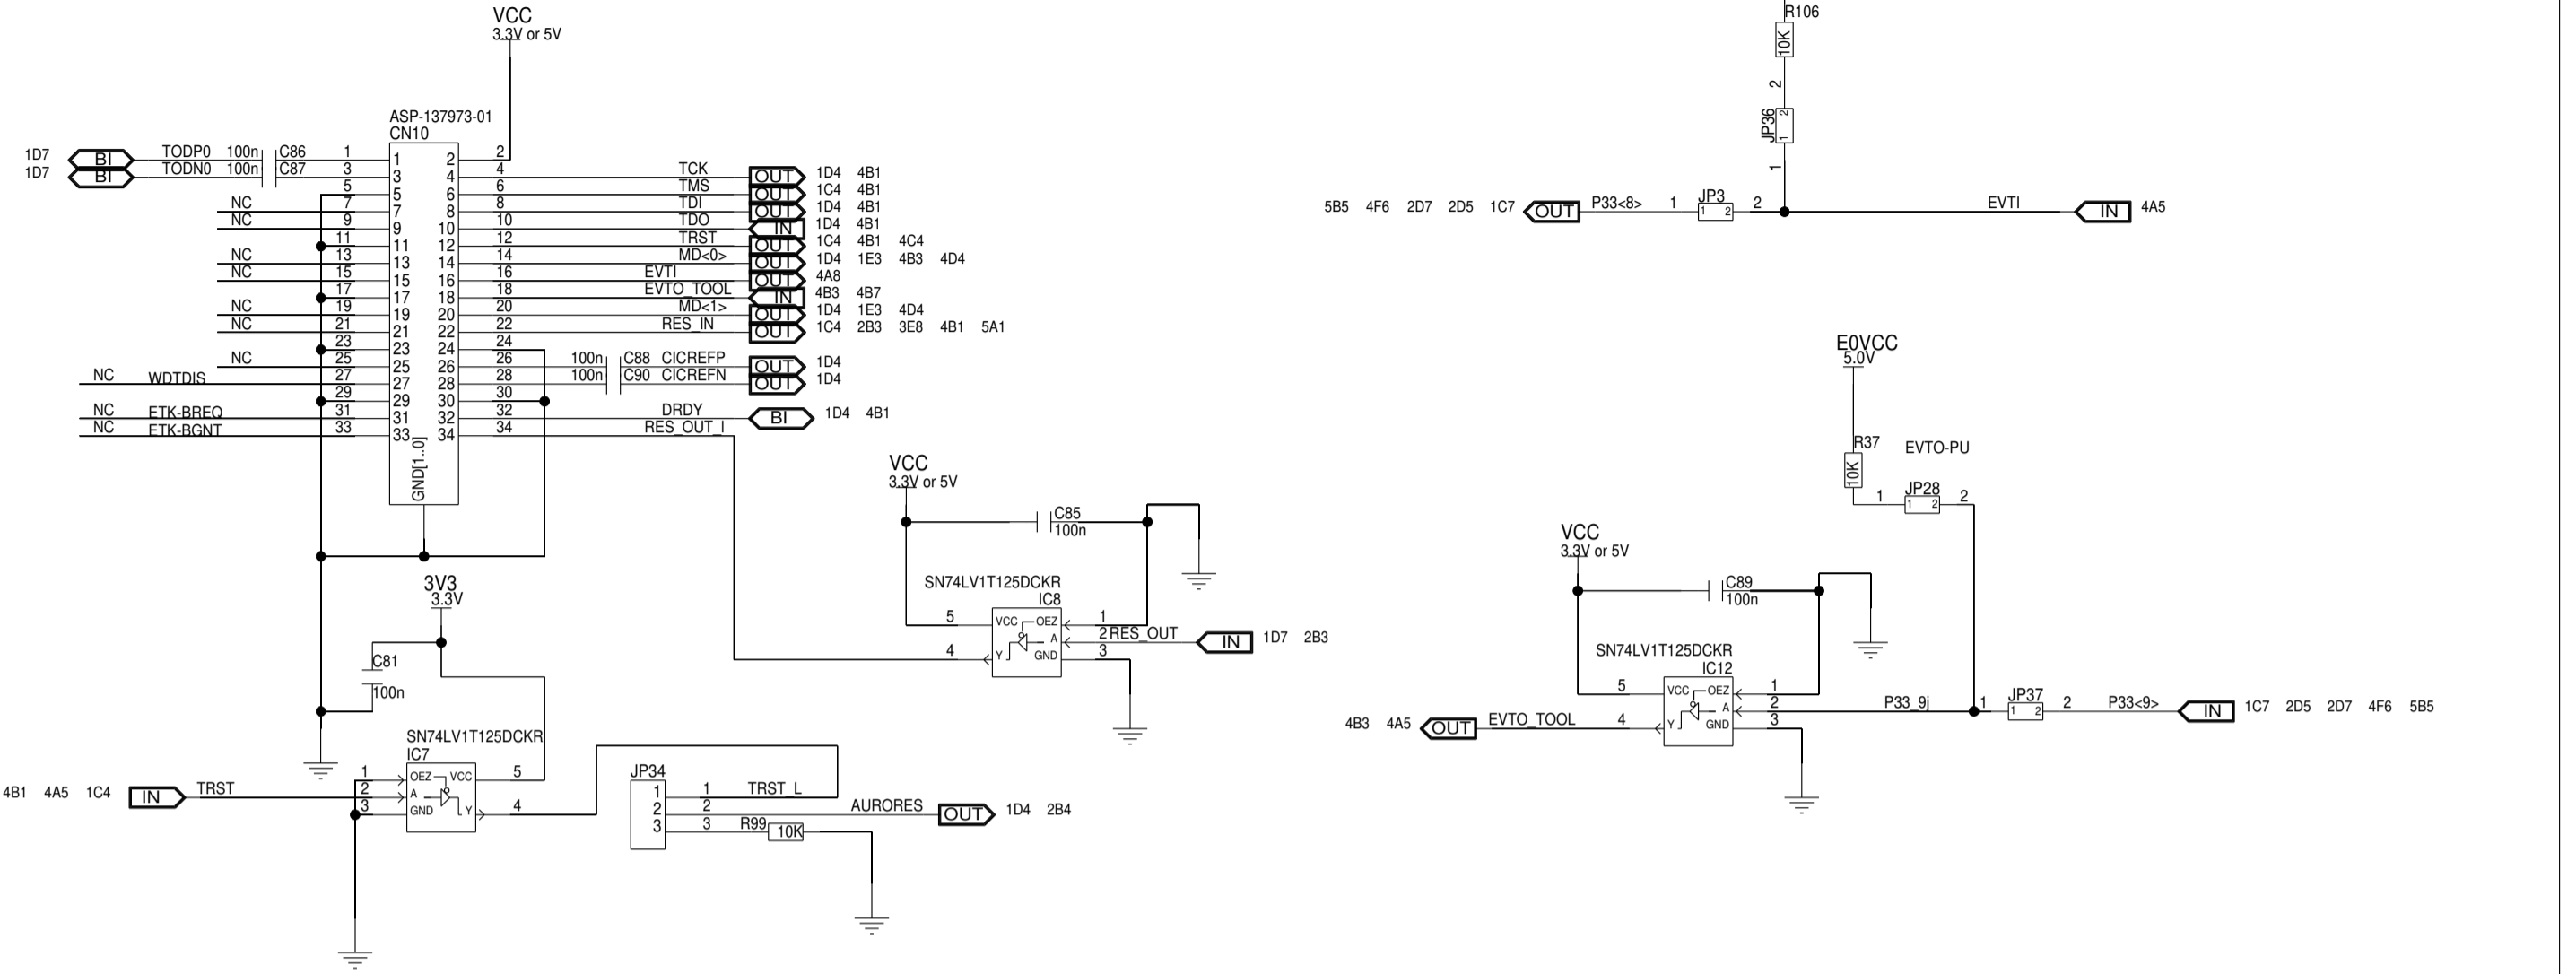 VCC
3.3V or 5V
ASP-137973-01
CN10
1D7 BI TODP0 100n C86 1 1 2 2
1D7 BI TODN0 100n C87 3 3 4 4 TCK OUT 1D4 4B1
5 5 6 6 TMS OUT 1C4 4B1
NC 7 7 8 8 TDI OUT 1D4 4B1
NC 9 9 10 10 TDO IN 1D4 4B1
11 11 12 12 TRST OUT 1C4 4B1 4C4
NC 13 13 14 14 MD<0> OUT 1D4 1E3 4B3 4D4
NC 15 15 16 16 EVTI OUT 4A8
17 17 18 18 EVTO_TOOL IN 4B3 4B7
NC 19 19 20 20 MD<1> OUT 1D4 1E3 4D4
NC 21 21 22 22 RES_IN OUT 1C4 2B3 3E8 4B1 5A1
23 23 24 24
NC 25 25 26 26 100n C88 CICREFP OUT 1D4
NC WDTDIS 27 27 28 28 100n C90 CICREFN OUT 1D4
29 29 30 30
NC ETK-BREQ 31 31 32 32 DRDY BI 1D4 4B1
NC ETK-BGNT 33 33 34 34 RES_OUT_I
GND[1..0]
3V3
3.3V
C81
100n
SN74LV1T125DCKR
IC7
1 OEZ VCC 5
4B1 4A5 1C4 IN TRST 2 A
3 GND Y 4
JP34
1 1 TRST_L
2 2 AURORES OUT 1D4 2B4
3 3 R99 10K
VCC
3.3V or 5V
C85
100n
SN74LV1T125DCKR
IC8
5 VCC OEZ 1
A 2 RES_OUT IN 1D7 2B3
4 Y GND 3
R106
10K
2
JP36
1 2
1
5B5 4F6 2D7 2D5 1C7 OUT P33<8> 1 JP3 1 2 2 EVTI IN 4A5
E0VCC
5.0V
R37
10K
EVTO-PU
1 JP28 1 2 2
VCC
3.3V or 5V
C89
100n
SN74LV1T125DCKR
IC12
5 VCC OEZ 1
A 2 P33_9j 1 JP37 1 2 2 P33<9> IN 1C7 2D5 2D7 4F6 5B5
4B3 4A5 OUT EVTO_TOOL 4 Y GND 3